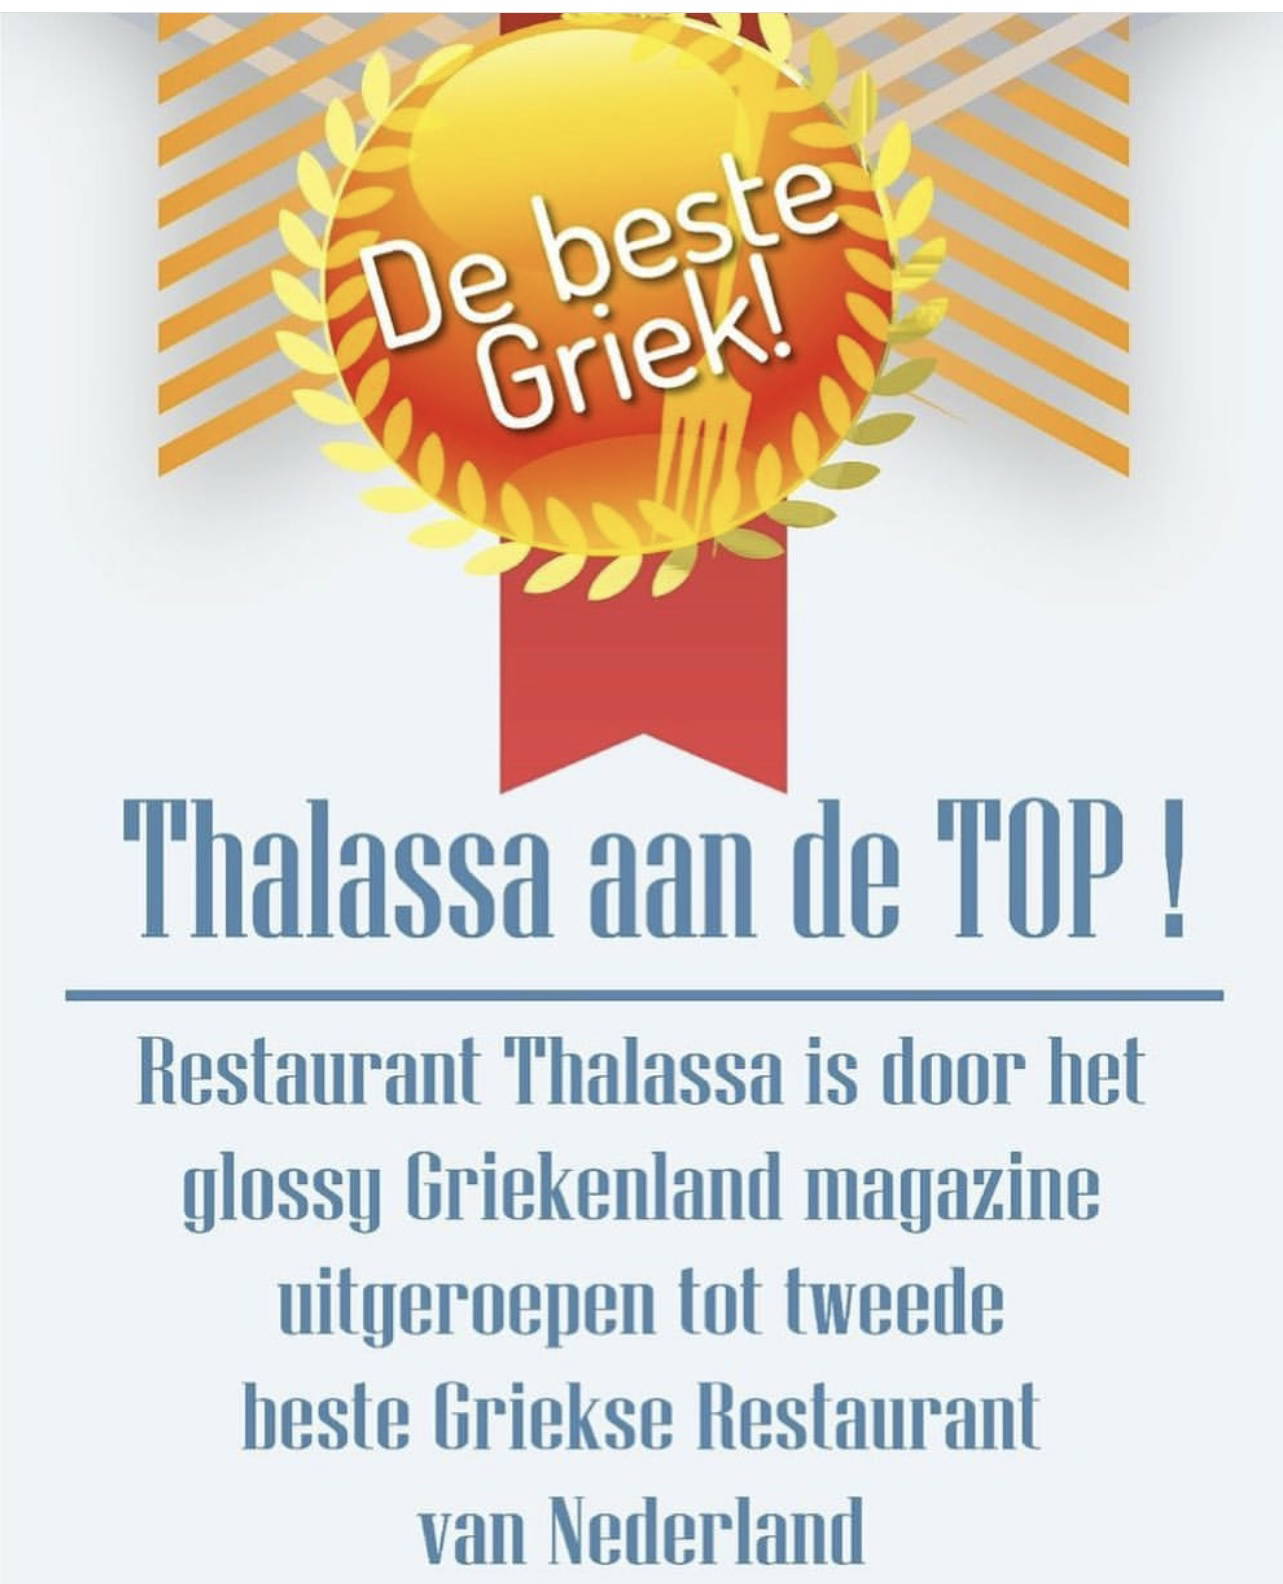 De beste
Griek!
Thalassa aan de TOP !
Restaurant Thalassa is door het
glossy Griekenland magazine
uitgeroepen tot tweede
beste Griekse Restaurant
van Nederland